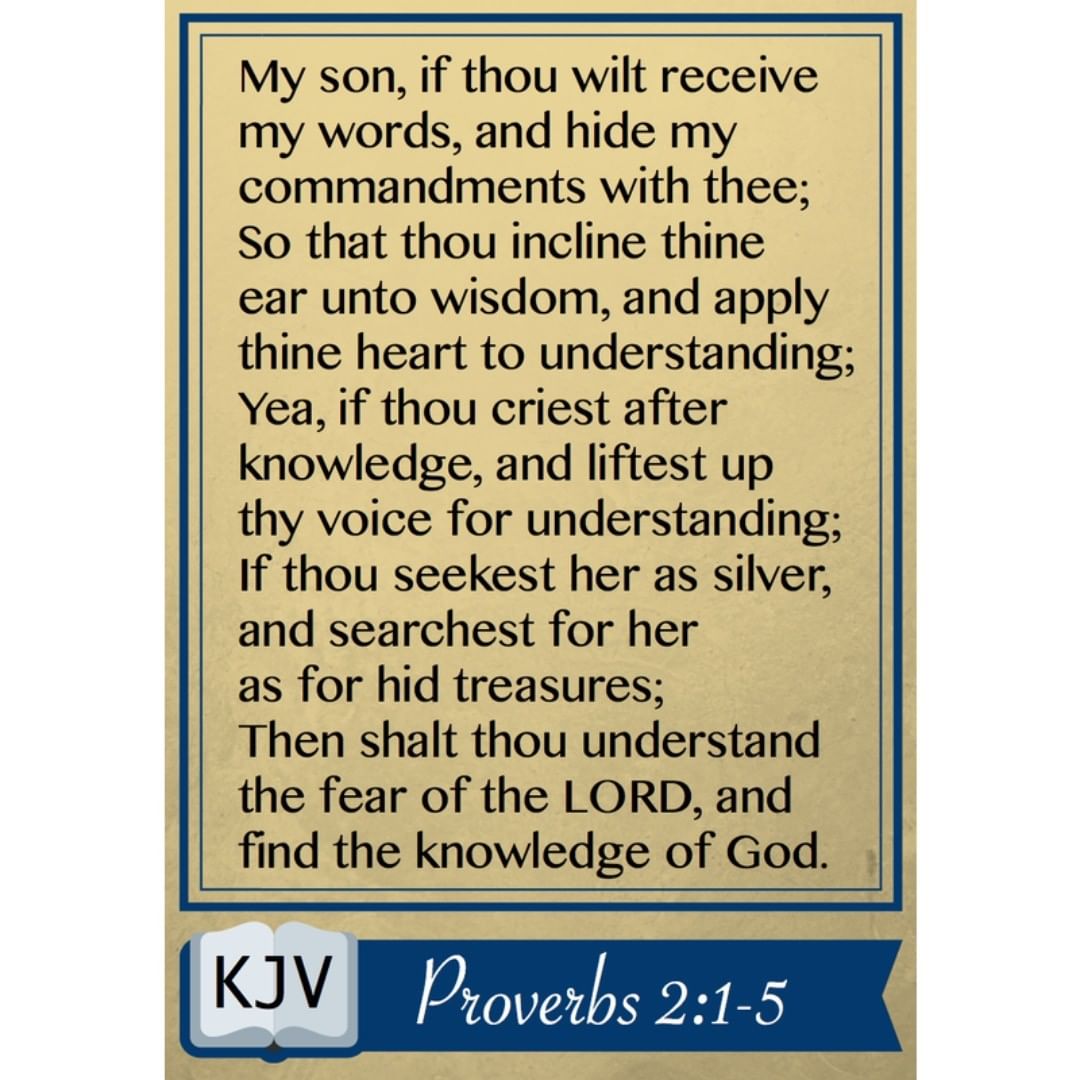 My son, if thou wilt receive
my words, and hide my
commandments with thee;
So that thou incline thine
ear unto wisdom, and apply
thine heart to understanding;
Yea, if thou criest after
knowledge, and liftest up
thy voice for understanding;
If thou seekest her as silver,
and searchest for her
as for hid treasures;
Then shalt thou understand
the fear of the LORD, and
find the knowledge of God.
KJV
Proverbs 2:1-5